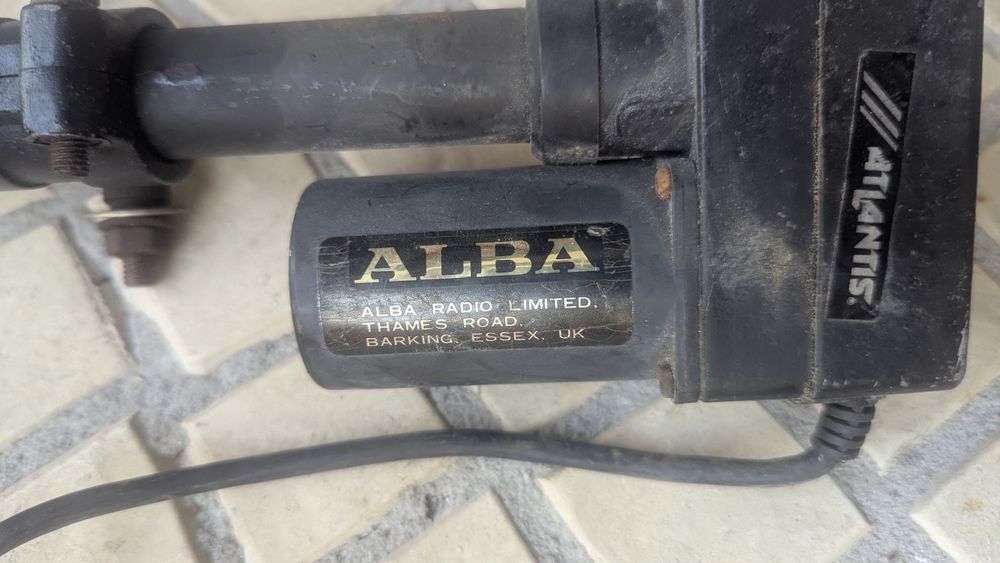 ALBA
ALBA RADIO LIMITED.
THAMES ROAD.
BARKING, ESSEX, UK
ATLANTIS.